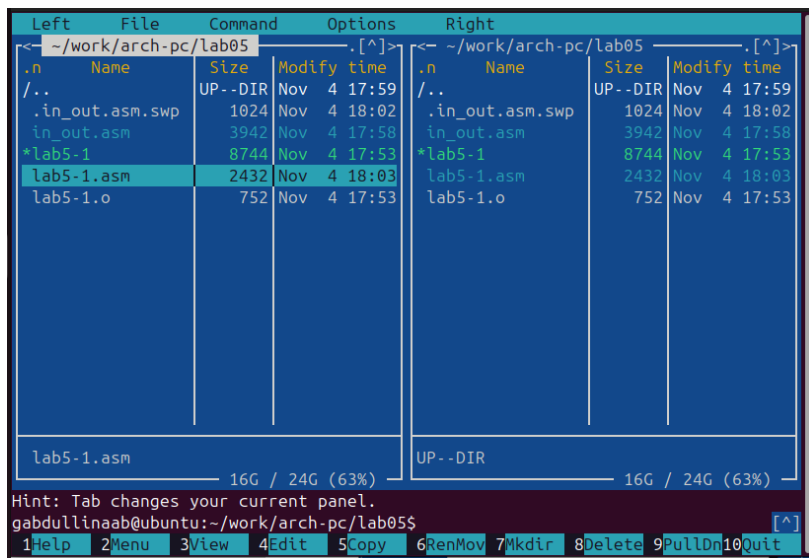 Left File Command Options Right
<─ ~/work/arch-pc/lab05 ─.[^]>
.n Name Size Modify time
/.. UP--DIR Nov 4 17:59
.in_out.asm.swp 1024 Nov 4 18:02
in_out.asm 3942 Nov 4 17:58
*lab5-1 8744 Nov 4 17:53
lab5-1.asm 2432 Nov 4 18:03
lab5-1.o 752 Nov 4 17:53
lab5-1.asm
16G / 24G (63%)
<─ ~/work/arch-pc/lab05 ─.[^]>
.n Name Size Modify time
/.. UP--DIR Nov 4 17:59
.in_out.asm.swp 1024 Nov 4 18:02
in_out.asm 3942 Nov 4 17:58
*lab5-1 8744 Nov 4 17:53
lab5-1.asm 2432 Nov 4 18:03
lab5-1.o 752 Nov 4 17:53
UP--DIR
16G / 24G (63%)
Hint: Tab changes your current panel.
gabdullinaab@ubuntu:~/work/arch-pc/lab05$ [^]
1Help 2Menu 3View 4Edit 5Copy 6RenMov 7Mkdir 8Delete 9PullDn 10Quit